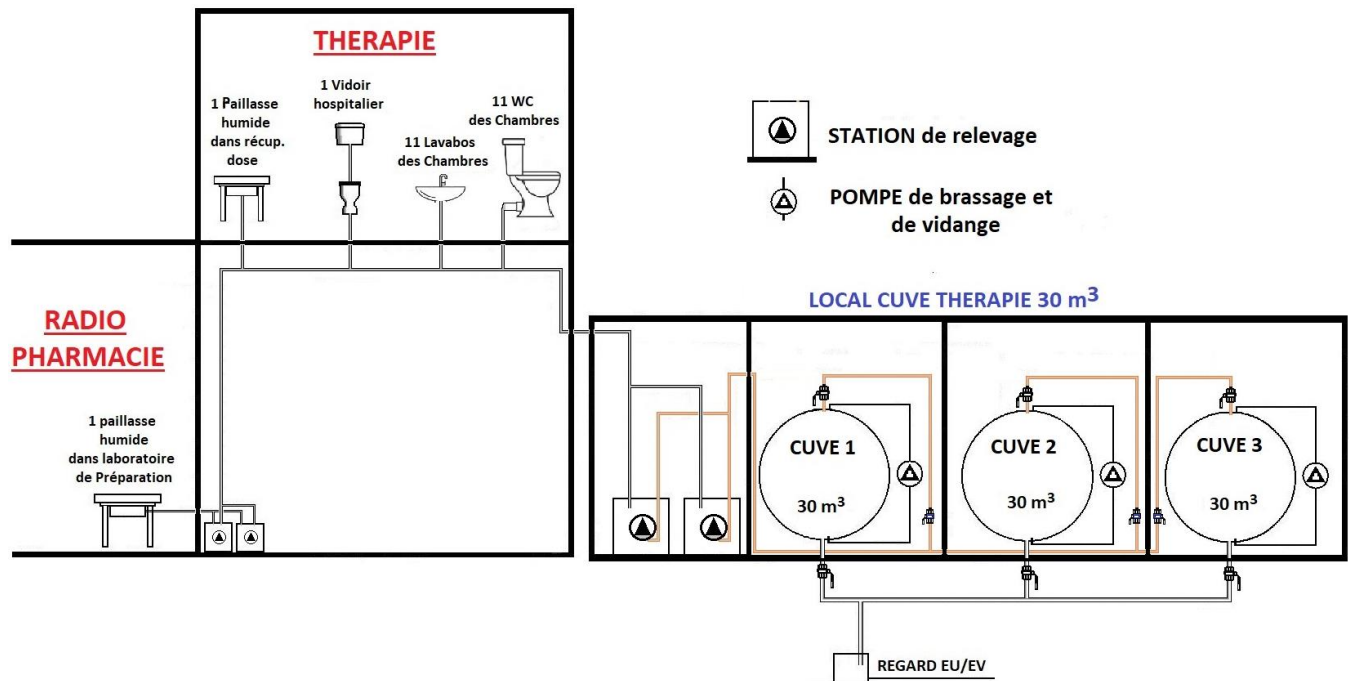 THERAPIE
1 Paillasse
humide
dans récup.
dose
1 Vidoir
hospitalier
11 Lavabos
des Chambres
11 WC
des Chambres
STATION de relevage
POMPE de brassage et
de vidange
RADIO
PHARMACIE
1 paillasse
humide
dans laboratoire
de Préparation
LOCAL CUVE THERAPIE 30 m³
CUVE 1
30 m³
CUVE 2
30 m³
CUVE 3
30 m³
REGARD EU/EV